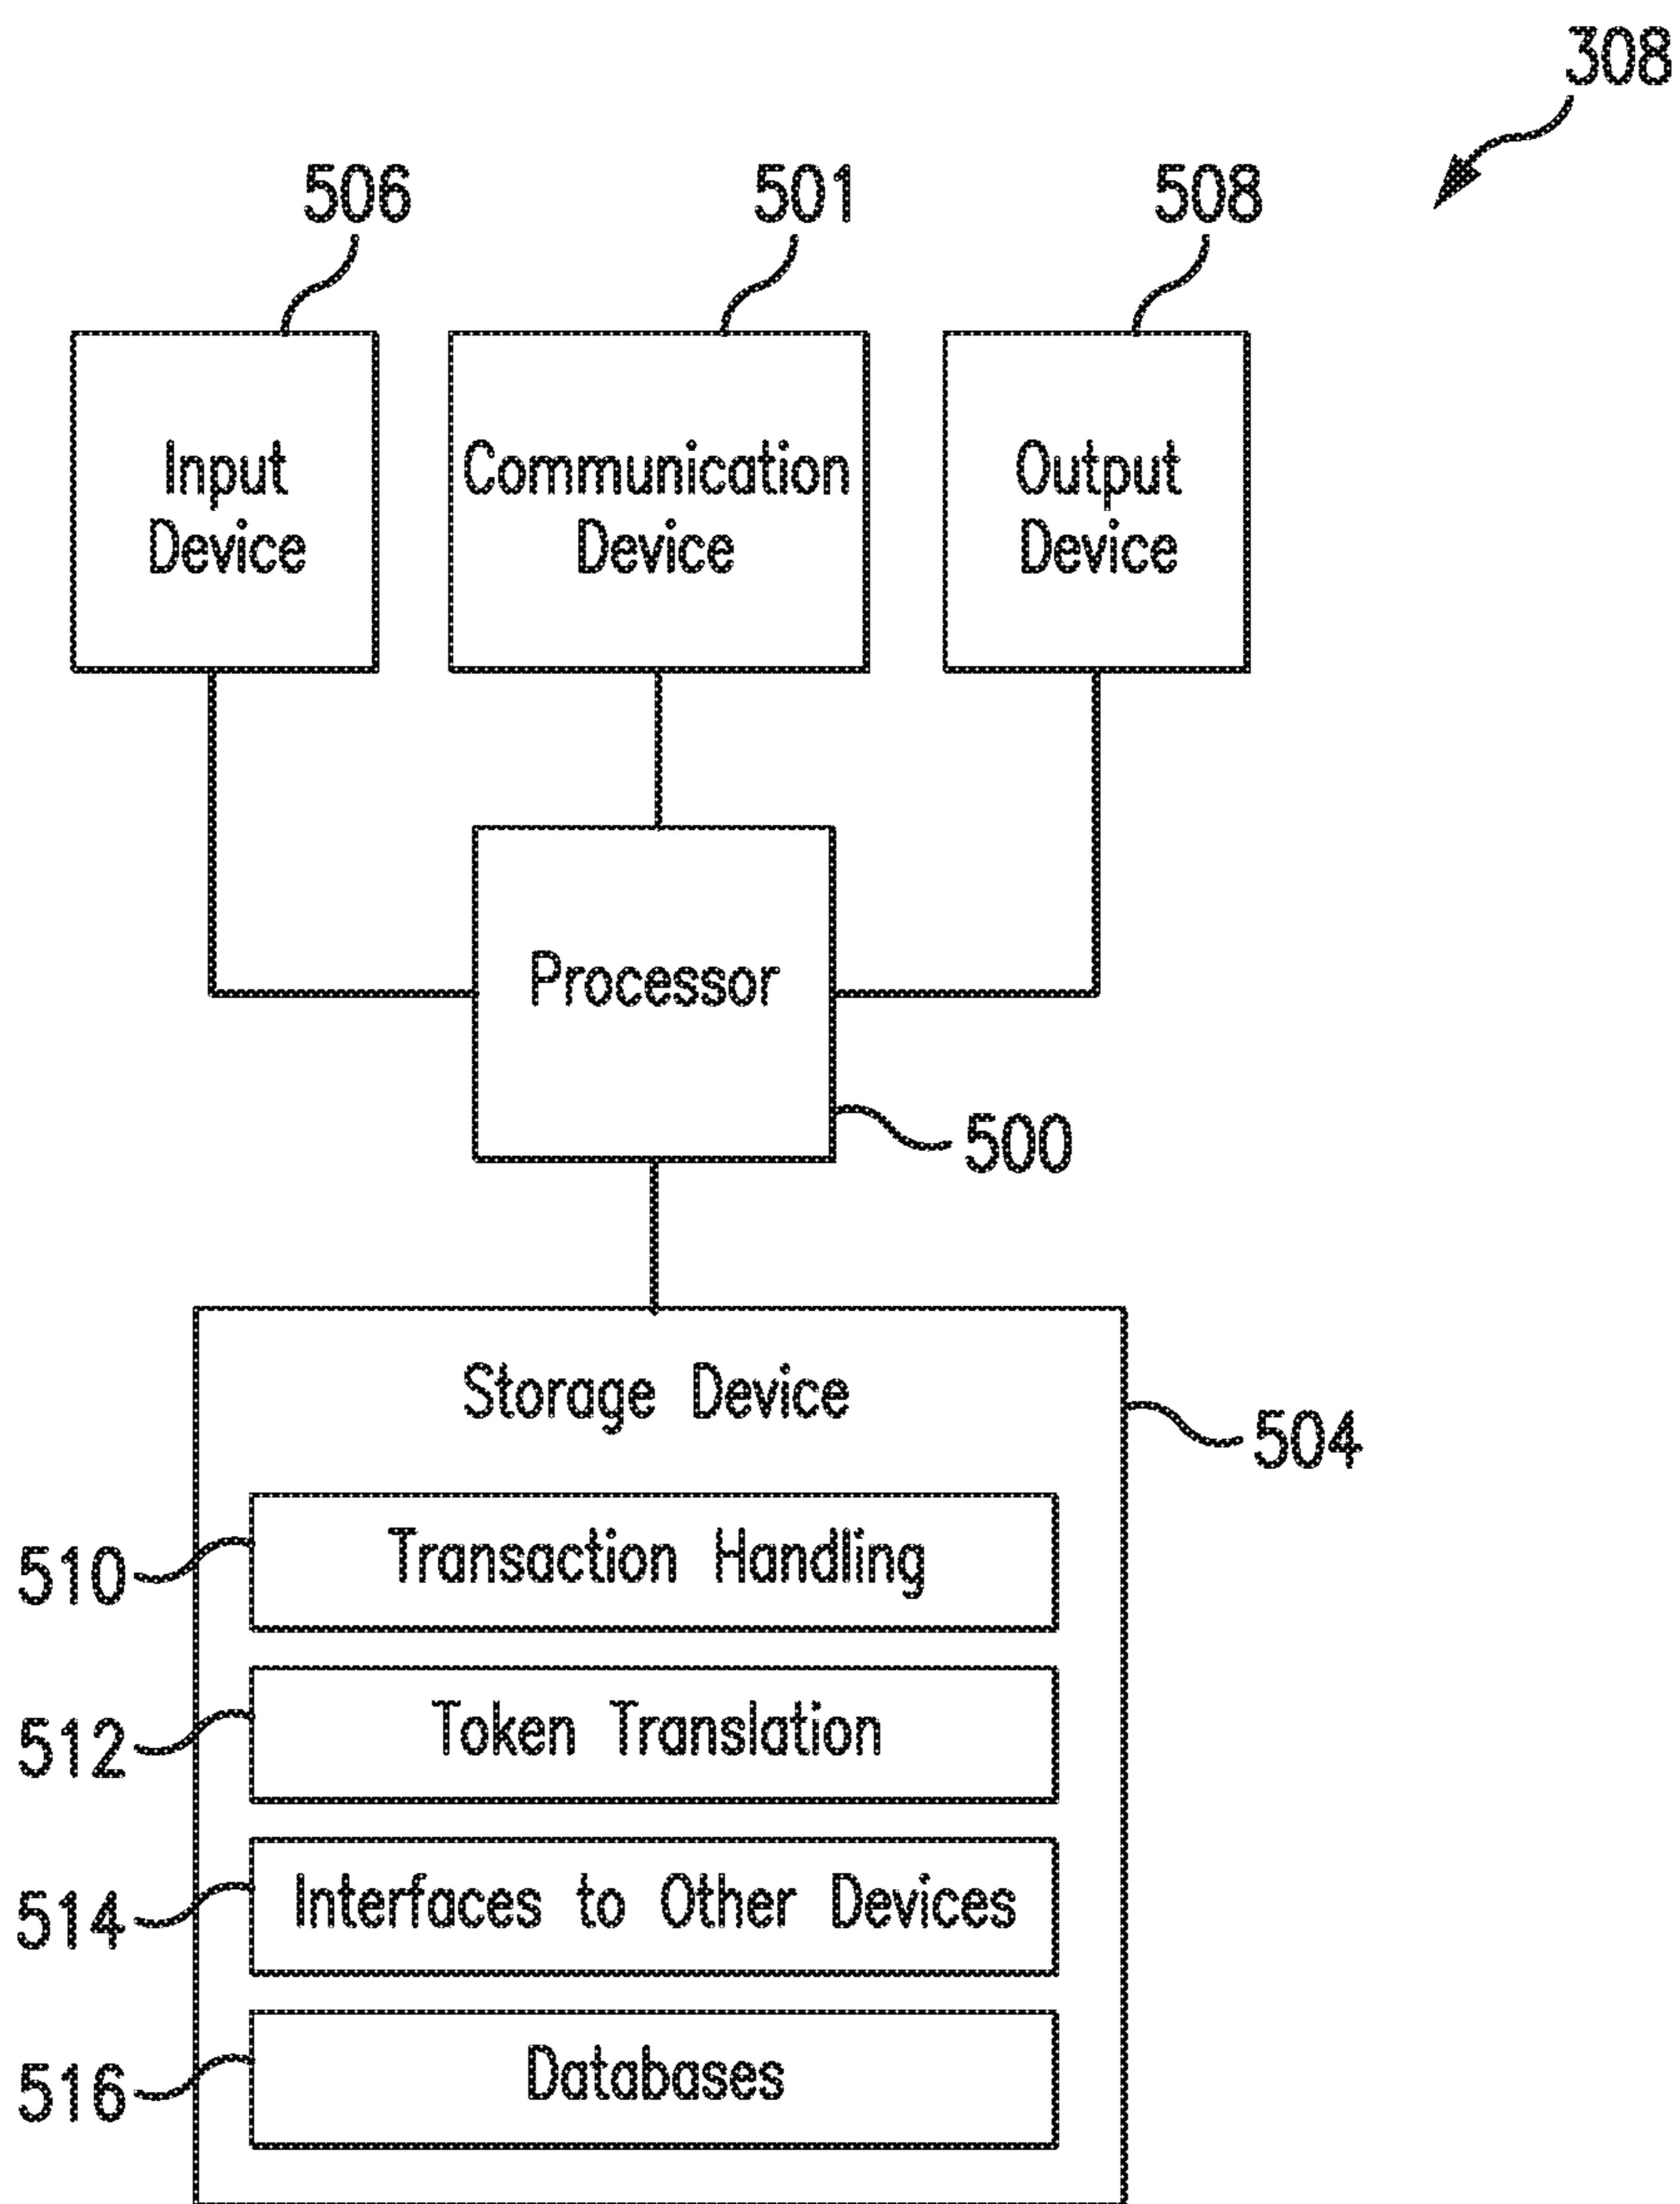 308
506
501
508
Input
Device
Communication
Device
Output
Device
Processor
500
Storage Device
504
510
Transaction Handling
512
Token Translation
514
Interfaces to Other Devices
516
Databases